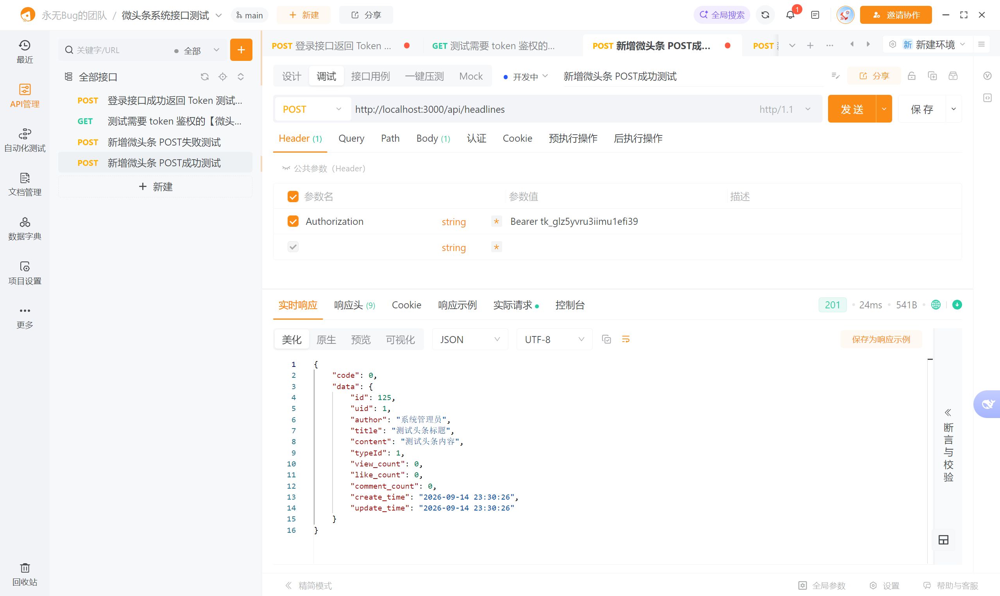 永无Bug的团队 / 微头条系统接口测试 main 新建 分享 全局搜索 1 邀请协作
最近
API管理
自动化测试
文档管理
数据字典
项目设置
更多
回收站
关键字/URL 全部
全部接口
POST 登录接口成功返回 Token 测试...
GET 测试需要 token 鉴权的【微头...
POST 新增微头条 POST失败测试
POST 新增微头条 POST成功测试
新建
POST 登录接口返回 Token ... GET 测试需要 token 鉴权的... POST 新增微头条 POST成... POST 新 新建环境
设计 调试 接口用例 一键压测 Mock 开发中 新增微头条 POST成功测试 分享
POST http://localhost:3000/api/headlines http/1.1 发送 保存
Header (1) Query Path Body (1) 认证 Cookie 预执行操作 后执行操作
公共参数（Header）
参数名 参数值 描述
Authorization string * Bearer tk_glz5yvru3iimu1efi39
string *
实时响应 响应头 (9) Cookie 响应示例 实际请求 控制台 201 24ms 541B
美化 原生 预览 可视化 JSON UTF-8 保存为响应示例
1 {
2 "code": 0,
3 "data": {
4 "id": 125,
5 "uid": 1,
6 "author": "系统管理员",
7 "title": "测试头条标题",
8 "content": "测试头条内容",
9 "typeId": 1,
10 "view_count": 0,
11 "like_count": 0,
12 "comment_count": 0,
13 "create_time": "2026-09-14 23:30:26",
14 "update_time": "2026-09-14 23:30:26"
15 }
16 }
断言与校验
精简模式 全局参数 设置 帮助与客服